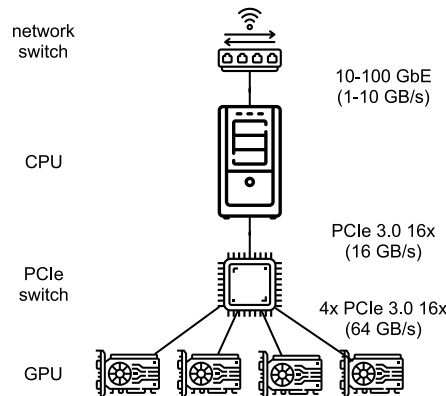 network
switch
10-100 GbE
(1-10 GB/s)
CPU
PCIe 3.0 16x
(16 GB/s)
PCIe
switch
4x PCIe 3.0 16x
(64 GB/s)
GPU